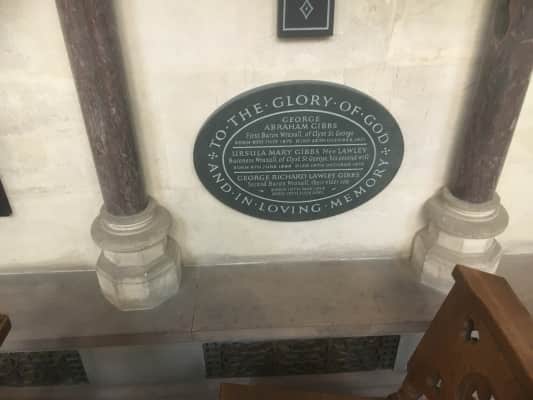 TO·THE·GLORY·OF·GOD
GEORGE
ABRAHAM GIBBS
First Baron Wraxall, of Clyst St George
URSULA MARY GIBBS Née LAWLEY
Baroness Wraxall, of Clyst St George, his second wife
GEORGE RICHARD LAWLEY GIBBS
Second Baron Wraxall, their elder son
AND·IN·LOVING·MEMORY